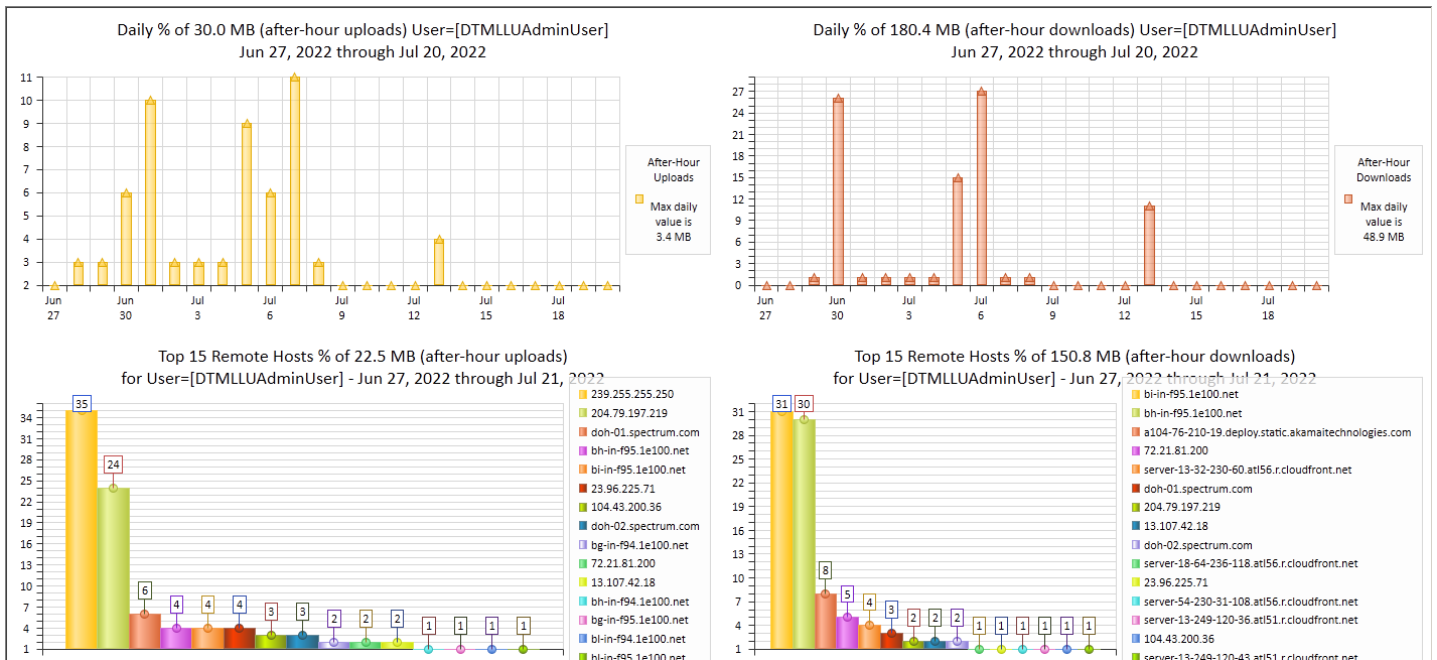 Daily % of 30.0 MB (after-hour uploads) User=[DTMLLUAdminUser]
Jun 27, 2022 through Jul 20, 2022
11
10
9
8
7
6
5
4
3
2
Jun Jul Jul Jul Jul Jul Jul
27 30 3 6 9 12 15 18
After-Hour
Uploads
Max daily
value is
3.4 MB
Daily % of 180.4 MB (after-hour downloads) User=[DTMLLUAdminUser]
Jun 27, 2022 through Jul 20, 2022
27
24
21
18
15
12
9
6
3
0
Jun Jun Jul Jul Jul Jul Jul Jul
27 30 3 6 9 12 15 18
After-Hour
Downloads
Max daily
value is
48.9 MB
Top 15 Remote Hosts % of 22.5 MB (after-hour uploads)
for User=[DTMLLUAdminUser] - Jun 27, 2022 through Jul 21, 2022
34
31
28
25
22
19
16
13
10
7
4
1
35
24
6
4
4
4
3
3
2
2
2
1
1
1
1
239.255.255.250
204.79.197.219
doh-01.spectrum.com
bh-in-f95.1e100.net
bi-in-f95.1e100.net
23.96.225.71
104.43.200.36
doh-02.spectrum.com
bg-in-f94.1e100.net
72.21.81.200
13.107.42.18
bh-in-f94.1e100.net
bg-in-f95.1e100.net
bl-in-f94.1e100.net
bl-in-f95.1e100.net
Top 15 Remote Hosts % of 150.8 MB (after-hour downloads)
for User=[DTMLLUAdminUser] - Jun 27, 2022 through Jul 21, 2022
31
28
25
22
19
16
13
10
7
4
1
31
30
8
5
4
3
2
2
2
1
1
1
1
1
1
bi-in-f95.1e100.net
bh-in-f95.1e100.net
a104-76-210-19.deploy.static.akamaitechnologies.com
72.21.81.200
server-13-32-230-60.atl56.r.cloudfront.net
doh-01.spectrum.com
204.79.197.219
13.107.42.18
doh-02.spectrum.com
server-18-64-236-118.atl56.r.cloudfront.net
23.96.225.71
server-54-230-31-108.atl56.r.cloudfront.net
server-13-249-120-36.atl51.r.cloudfront.net
104.43.200.36
server-13-249-120-43.atl51.r.cloudfront.net